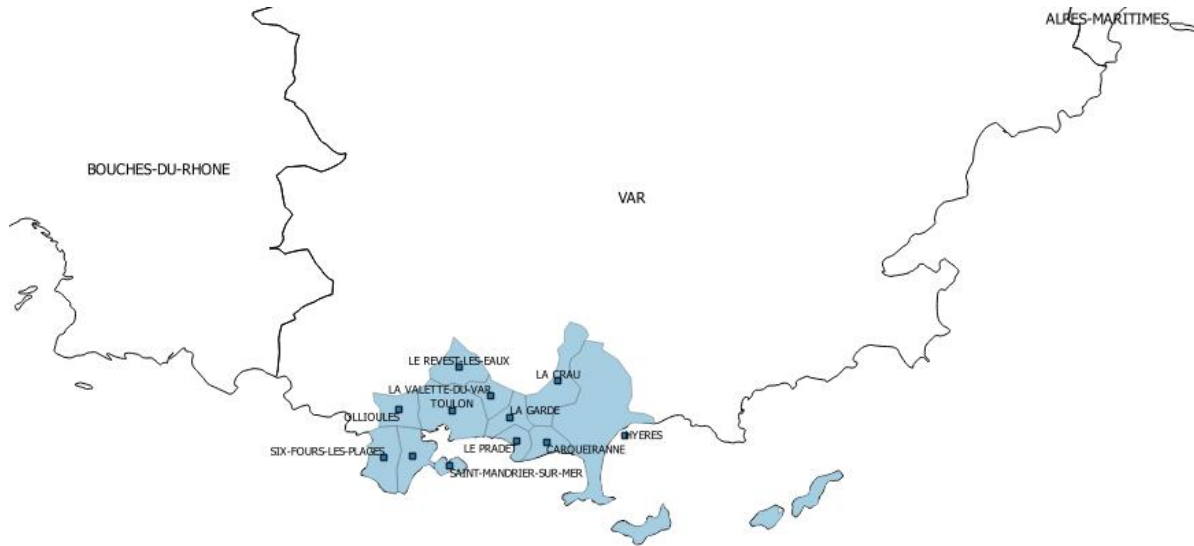 ALPES-MARITIMES
BOUCHES-DU-RHONE
VAR
LE REVEST-LES-EAUX
LA CRAU
LA VALETTE-DU-VAR
TOULON
OLLIOULES
LA GARDE
HYERES
SIX-FOURS-LES-PLAGES
LE PRADET
CARQUEIRANNE
SAINT-MANDRIER-SUR-MER